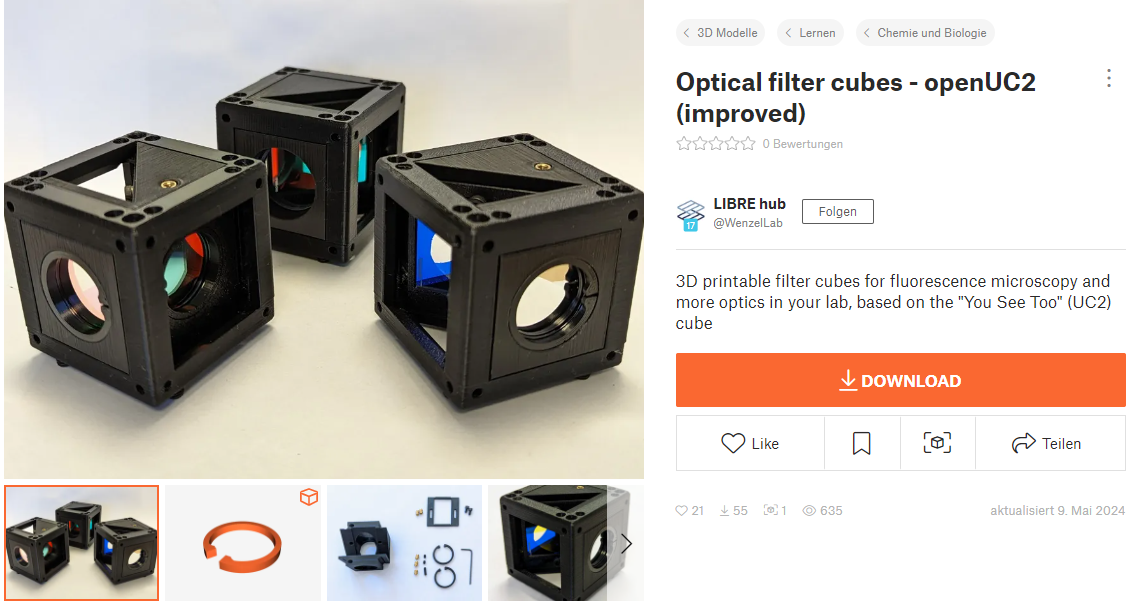 3D Modelle
Lernen
Chemie und Biologie
Optical filter cubes - openUC2
(improved)
0 Bewertungen
LIBRE hub
17
@WenzelLab
Folgen
3D printable filter cubes for fluorescence microscopy and
more optics in your lab, based on the "You See Too" (UC2)
cube
DOWNLOAD
Like
Teilen
21
55
1
635
aktualisiert 9. Mai 2024